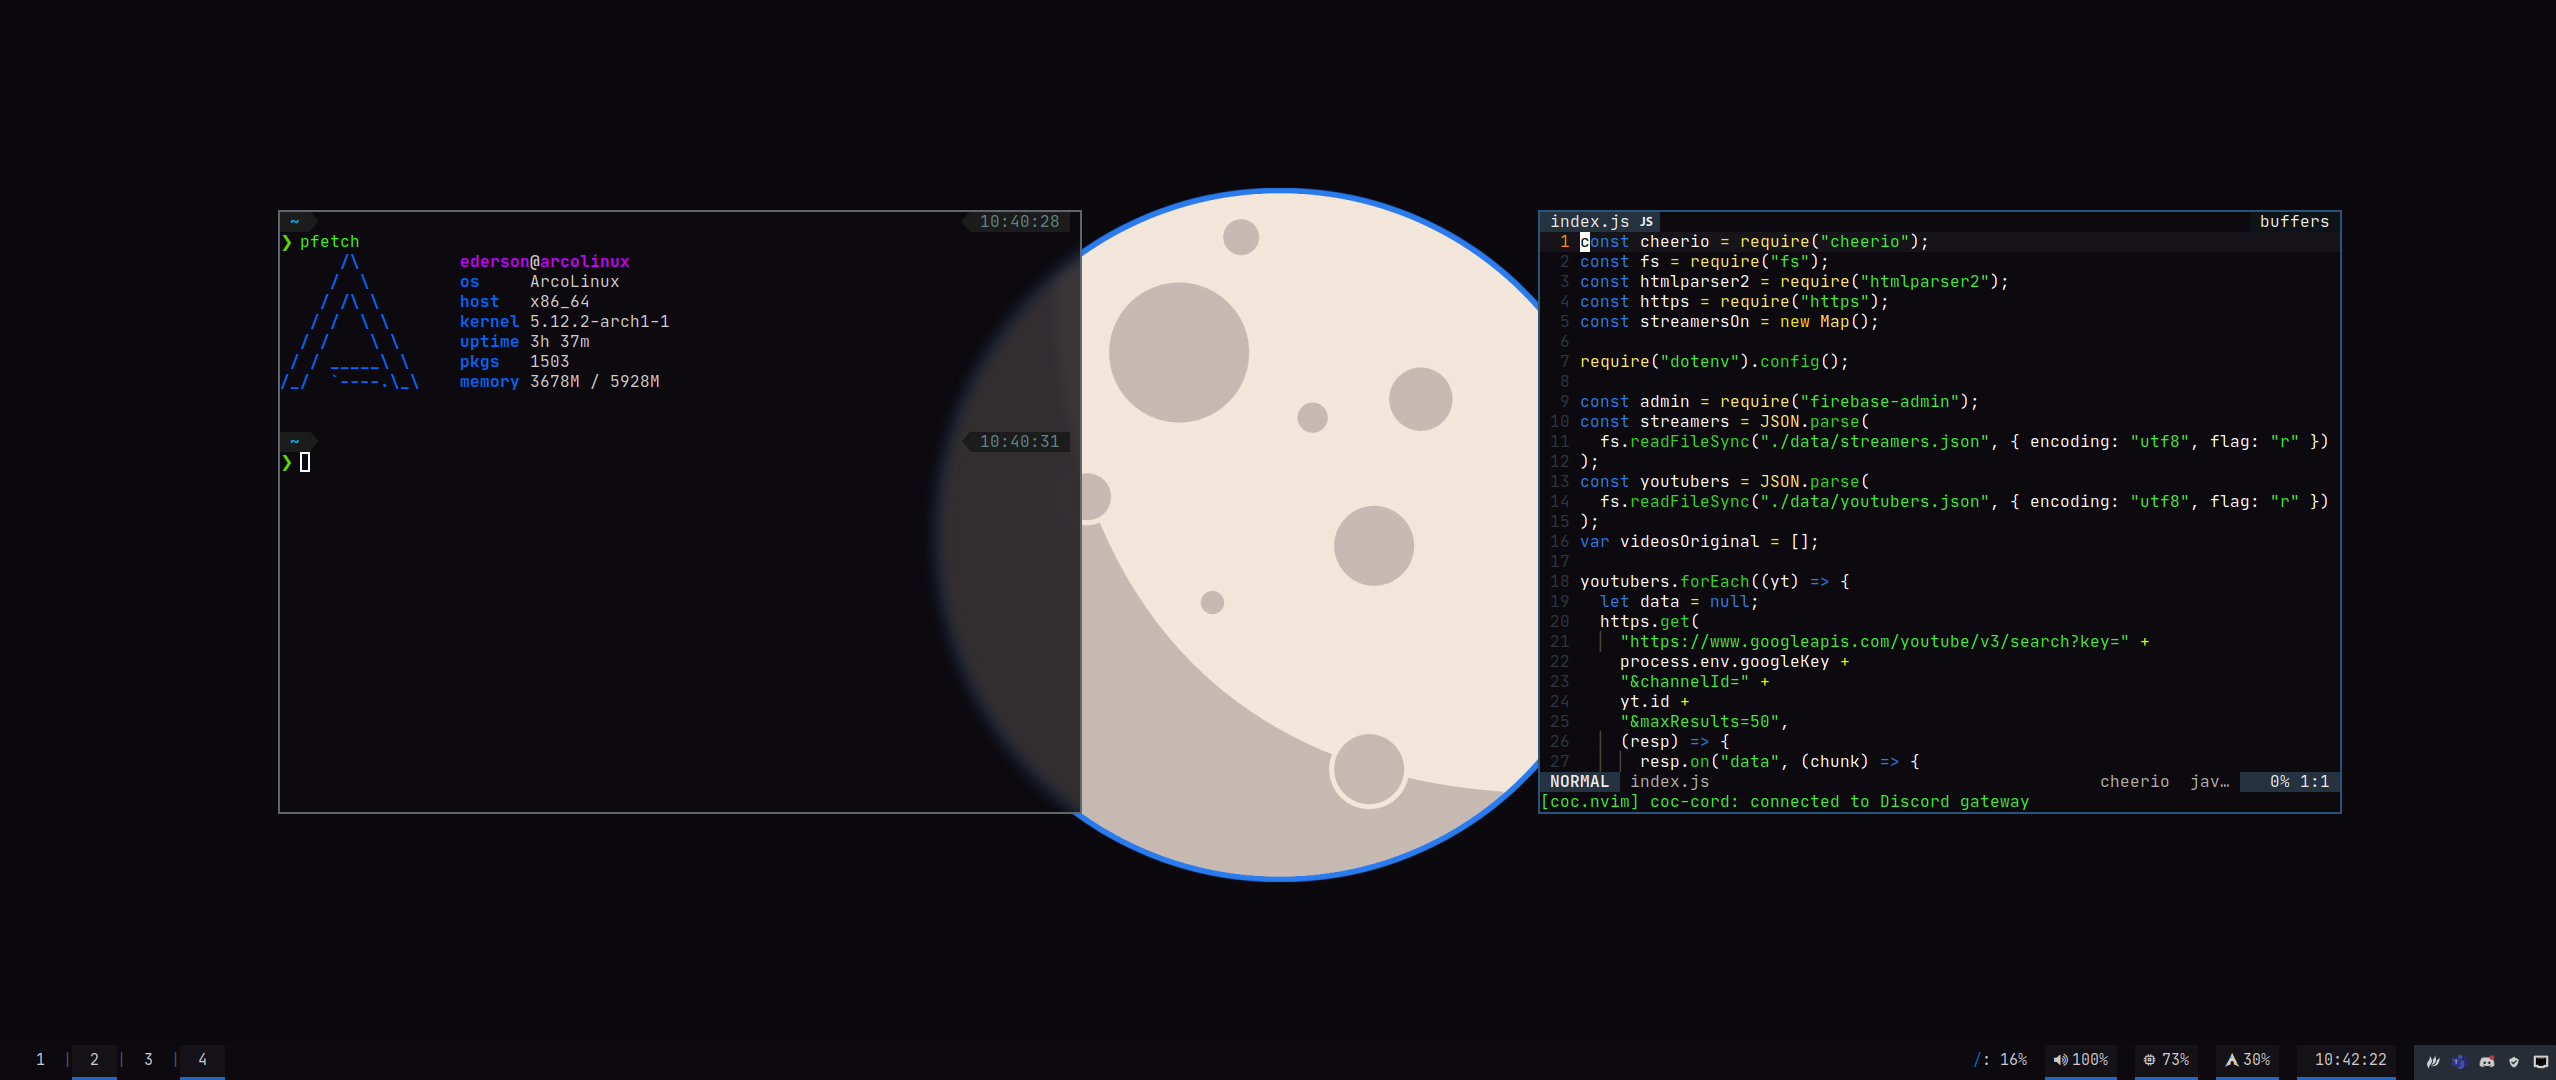 ~ 10:40:28
❯ pfetch
/\ ederson@arcolinux
/  \ os ArcoLinux
/ /\ \ host x86_64
/ /  \ \ kernel 5.12.2-arch1-1
/ /    \ \ uptime 3h 37m
/ / _____\ \ pkgs 1503
/_/  `----.\_\ memory 3678M / 5928M
~ 10:40:31
❯
index.js JS buffers
1 const cheerio = require("cheerio");
2 const fs = require("fs");
3 const htmlparser2 = require("htmlparser2");
4 const https = require("https");
5 const streamersOn = new Map();
6
7 require("dotenv").config();
8
9 const admin = require("firebase-admin");
10 const streamers = JSON.parse(
11   fs.readFileSync("./data/streamers.json", { encoding: "utf8", flag: "r" })
12 );
13 const youtubers = JSON.parse(
14   fs.readFileSync("./data/youtubers.json", { encoding: "utf8", flag: "r" })
15 );
16 var videosOriginal = [];
17
18 youtubers.forEach((yt) => {
19   let data = null;
20   https.get(
21     "https://www.googleapis.com/youtube/v3/search?key=" +
22     process.env.googleKey +
23     "&channelId=" +
24     yt.id +
25     "&maxResults=50",
26     (resp) => {
27       resp.on("data", (chunk) => {
NORMAL index.js cheerio jav… 0% 1:1
[coc.nvim] coc-cord: connected to Discord gateway
1 | 2 | 3 | 4 /: 16% 100% 73% 30% 10:42:22